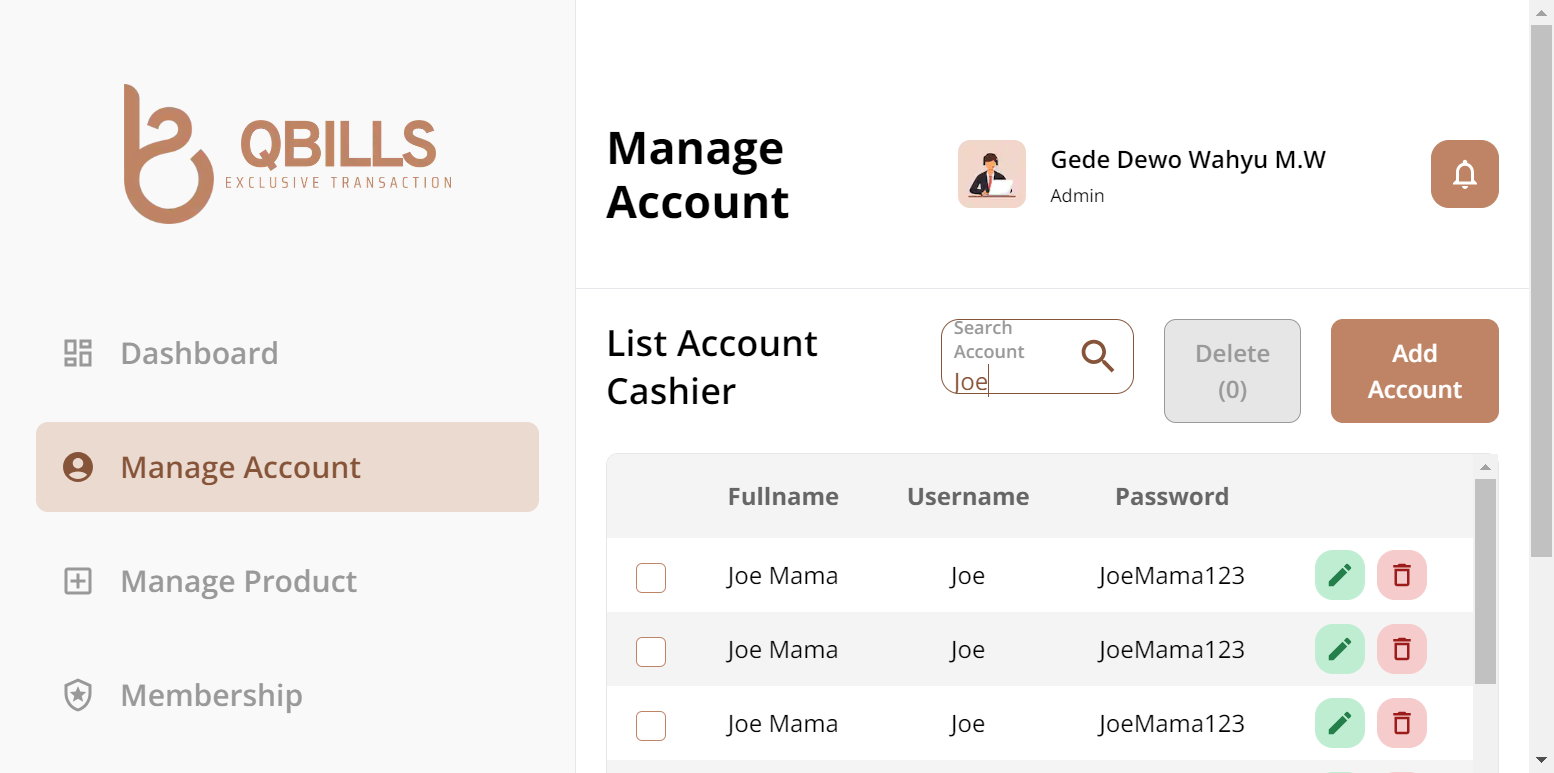 QBILLS
EXCLUSIVE TRANSACTION
Dashboard
Manage Account
Manage Product
Membership
Manage
Account
Gede Dewo Wahyu M.W
Admin
List Account
Cashier
Search
Account
Joe
Delete
(0)
Add
Account
Fullname Username Password
Joe Mama Joe JoeMama123
Joe Mama Joe JoeMama123
Joe Mama Joe JoeMama123